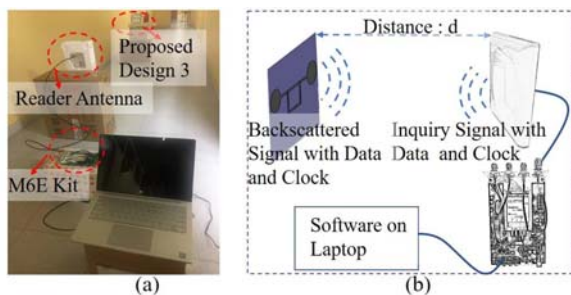 (a)
Proposed
Design 3
Reader Antenna
M6E Kit
Distance : d
Backscattered
Signal with Data
and Clock
Inquiry Signal with
Data and Clock
Software on
Laptop
(a)
(b)